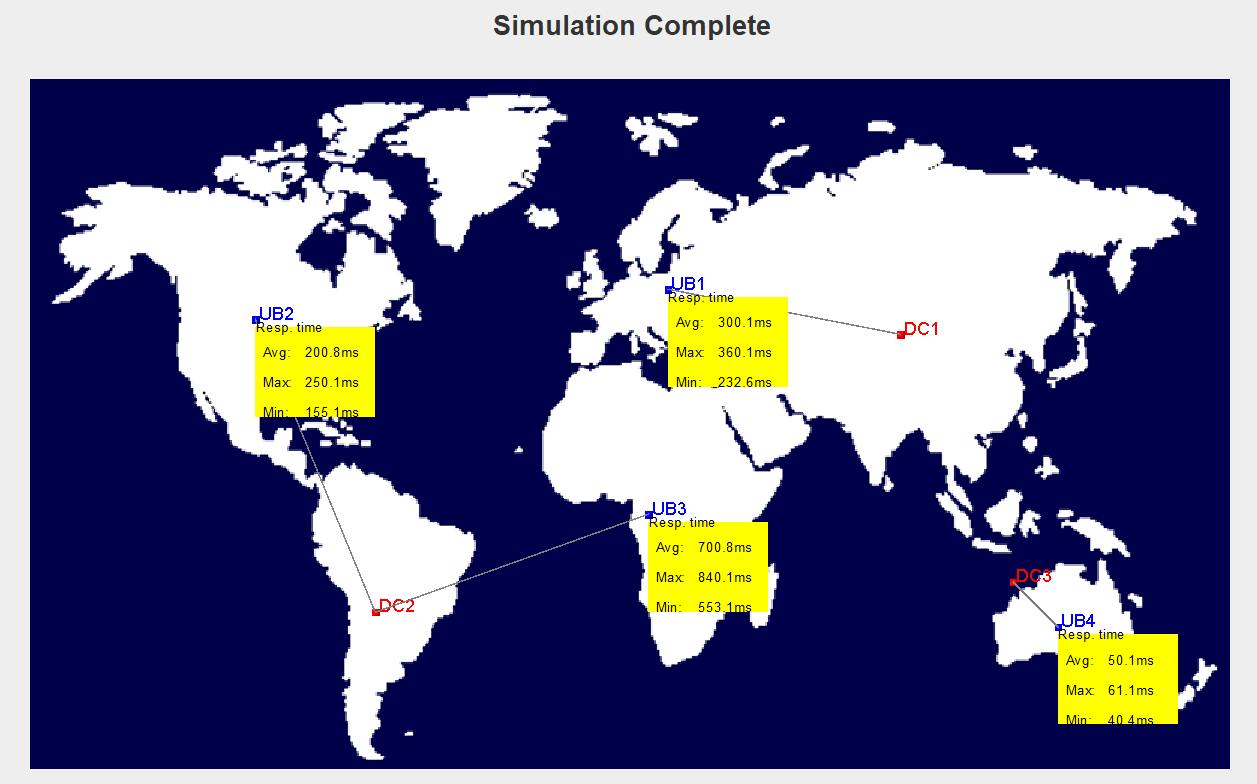 Simulation Complete
UB1
Resp. time
Avg: 300.1ms
Max: 360.1ms
Min: 232.6ms
DC1
UB2
Resp. time
Avg: 200.8ms
Max: 250.1ms
Min: 155.1ms
UB3
Resp. time
Avg: 700.8ms
Max: 840.1ms
Min: 553.1ms
DC2
DC3
UB4
Resp. time
Avg: 50.1ms
Max: 61.1ms
Min: 40.4ms